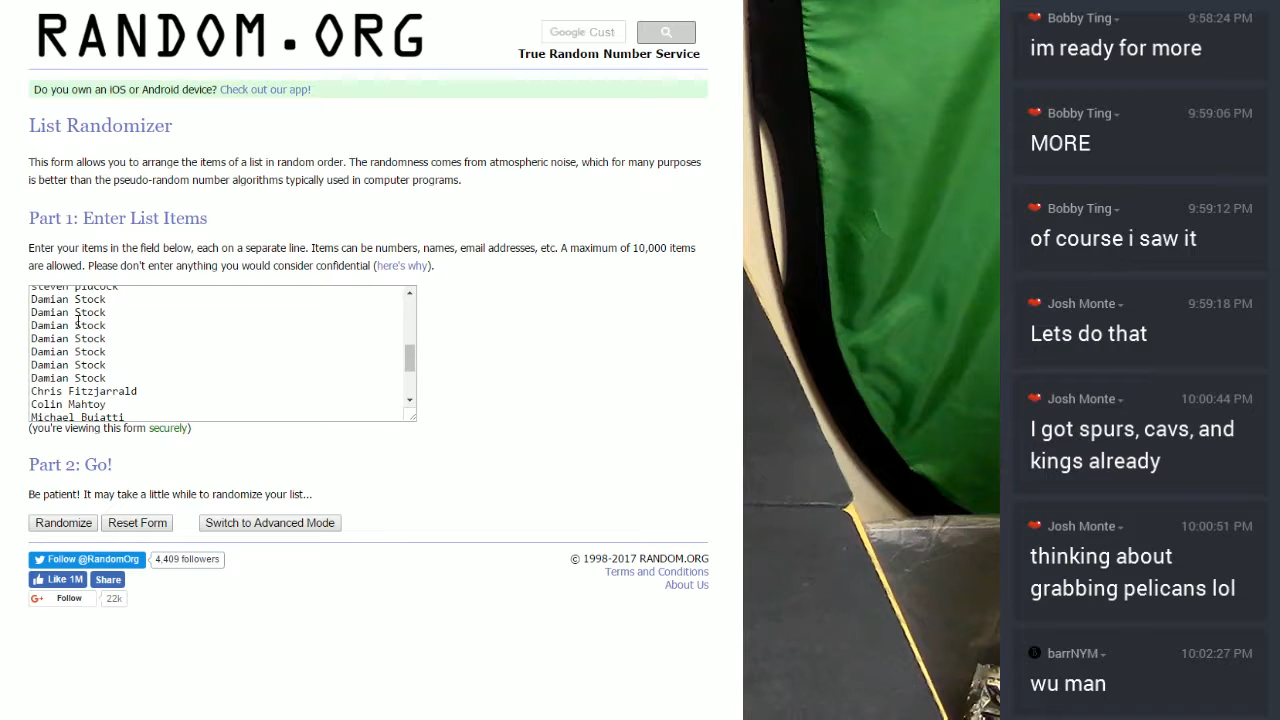 RANDOM.ORG
Google Cust
True Random Number Service
Do you own an iOS or Android device? Check out our app!
List Randomizer
This form allows you to arrange the items of a list in random order. The randomness comes from atmospheric noise, which for many purposes
is better than the pseudo-random number algorithms typically used in computer programs.
Part 1: Enter List Items
Enter your items in the field below, each on a separate line. Items can be numbers, names, email addresses, etc. A maximum of 10,000 items
are allowed. Please don't enter anything you would consider confidential (here's why).
steven
Damian Stock
Damian Stock
Damian Stock
Damian Stock
Damian Stock
Damian Stock
Damian Stock
Chris Fitzjarrald
Colin Mahtoy
Michael Buiatti
(you're viewing this form securely)
Part 2: Go!
Be patient! It may take a little while to randomize your list...
Randomize Reset Form Switch to Advanced Mode
Follow @RandomOrg 4,409 followers
Like 1M Share
G+ Follow 22k
© 1998-2017 RANDOM.ORG
Terms and Conditions
About Us
Bobby Ting 9:58:24 PM
im ready for more
Bobby Ting 9:59:06 PM
MORE
Bobby Ting 9:59:12 PM
of course i saw it
Josh Monte 9:59:18 PM
Lets do that
Josh Monte 10:00:44 PM
I got spurs, cavs, and
kings already
Josh Monte 10:00:51 PM
thinking about
grabbing pelicans lol
barrNYM 10:02:27 PM
wu man